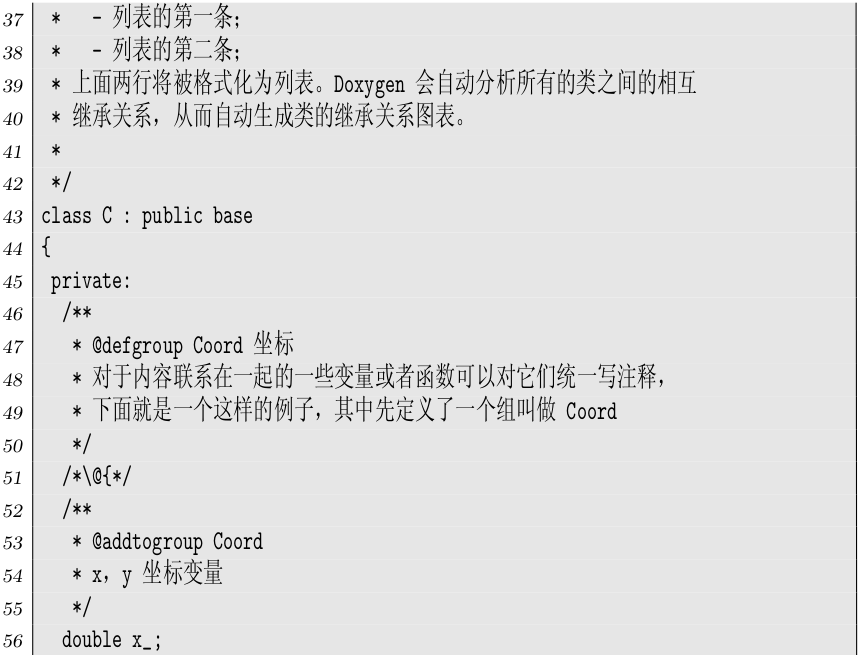 37  *   - 列表的第一条;
38  *   - 列表的第二条;
39  * 上面两行将被格式化为列表。Doxygen 会自动分析所有的类之间的相互
40  * 继承关系，从而自动生成类的继承关系图表。
41  *
42  */
43 class C : public base
44 {
45  private:
46   /**
47    * @defgroup Coord 坐标
48    * 对于内容联系在一起的一些变量或者函数可以对它们统一写注释，
49    * 下面就是一个这样的例子，其中先定义了一个组叫做 Coord
50    */
51   /*\@{*/
52   /**
53    * @addtogroup Coord
54    * x，y 坐标变量
55    */
56   double x_;